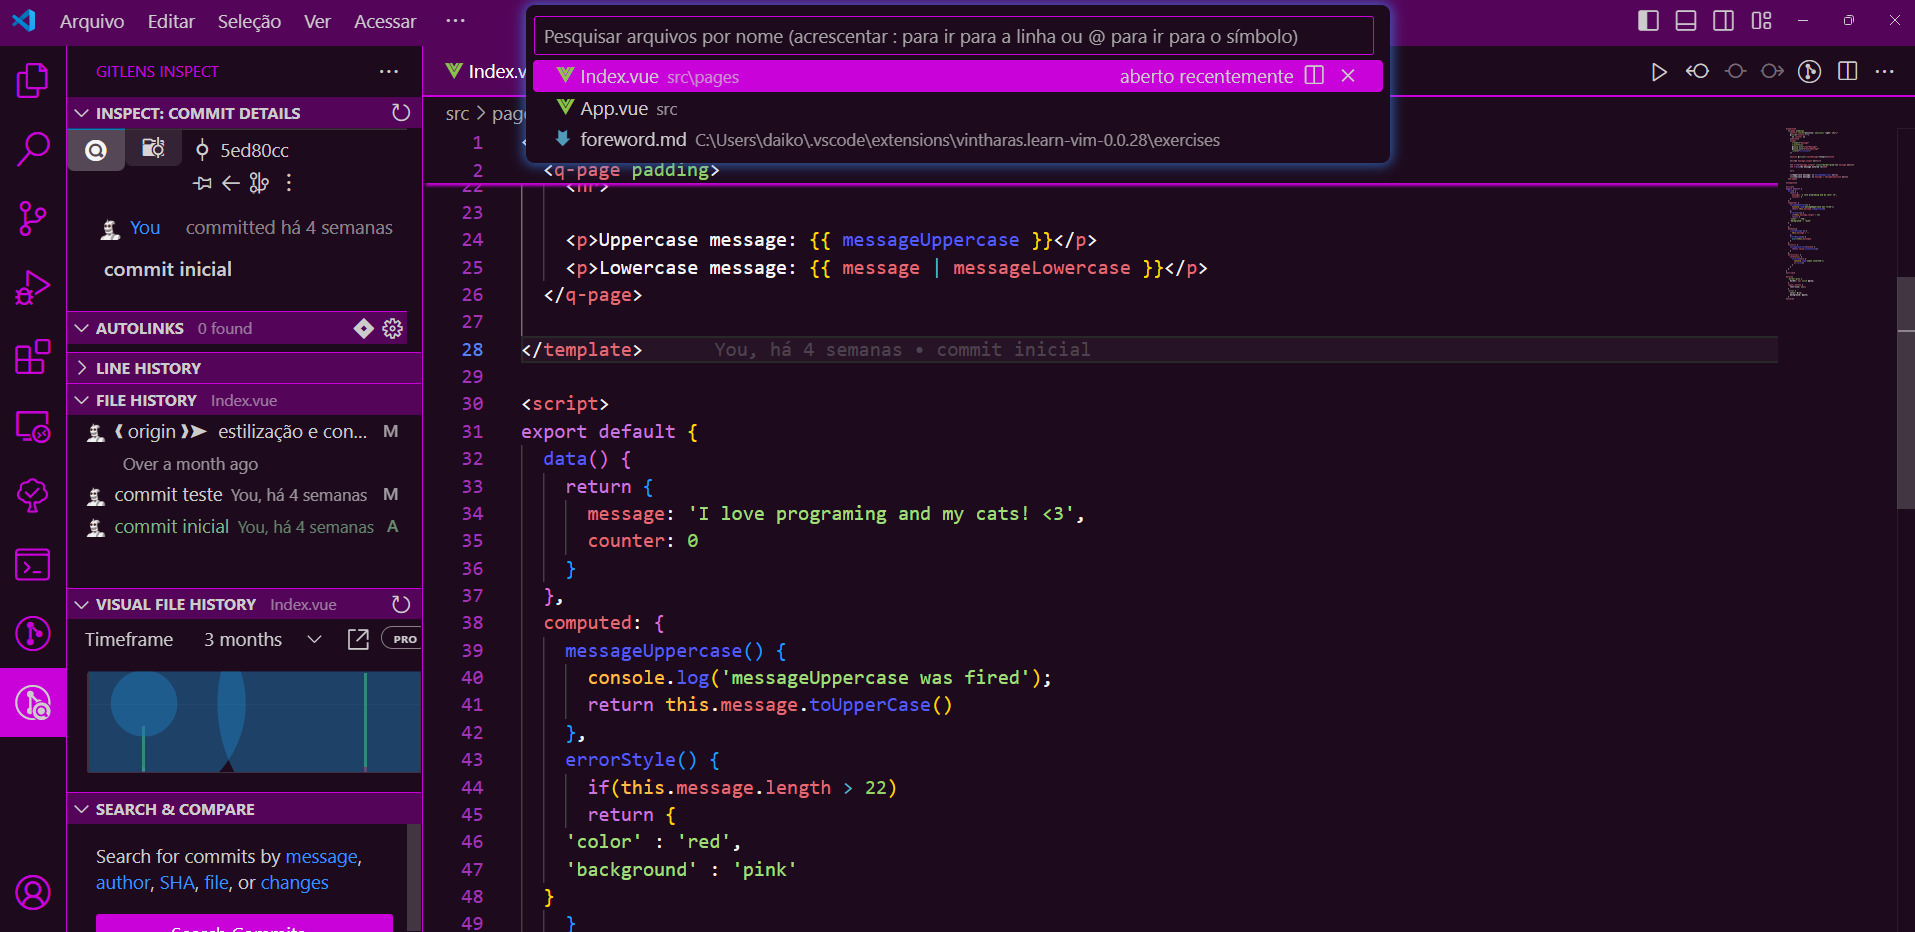 Arquivo Editar Seleção Ver Acessar ···
Pesquisar arquivos por nome (acrescentar : para ir para a linha ou @ para ir para o símbolo)
Index.vue src\pages aberto recentemente
App.vue src
foreword.md C:\Users\daiko\.vscode\extensions\vintharas.learn-vim-0.0.28\exercises
GITLENS INSPECT ···
INSPECT: COMMIT DETAILS
5ed80cc
You committed há 4 semanas
commit inicial
AUTOLINKS 0 found
LINE HISTORY
FILE HISTORY Index.vue
origin estilização e con... M
Over a month ago
commit teste You, há 4 semanas M
commit inicial You, há 4 semanas A
VISUAL FILE HISTORY Index.vue
Timeframe 3 months PRO
SEARCH & COMPARE
Search for commits by message,
author, SHA, file, or changes
Search Commits
Index.v
src > page
1 <
2 <q-page padding>
22 <hr>
23
24 <p>Uppercase message: {{ messageUppercase }}</p>
25 <p>Lowercase message: {{ message | messageLowercase }}</p>
26 </q-page>
27
28 </template> You, há 4 semanas • commit inicial
29
30 <script>
31 export default {
32 data() {
33 return {
34 message: 'I love programing and my cats! <3',
35 counter: 0
36 }
37 },
38 computed: {
39 messageUppercase() {
40 console.log('messageUppercase was fired');
41 return this.message.toUpperCase()
42 },
43 errorStyle() {
44 if(this.message.length > 22)
45 return {
46 'color' : 'red',
47 'background' : 'pink'
48 }
49 }